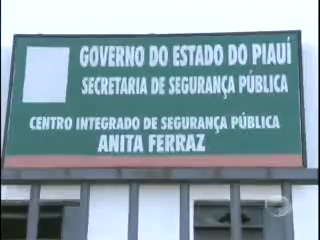 GOVERNO DO ESTADO DO PIAUÍ
SECRETARIA DE SEGURANÇA PÚBLICA
CENTRO INTEGRADO DE SEGURANÇA PÚBLICA
ANITA FERRAZ